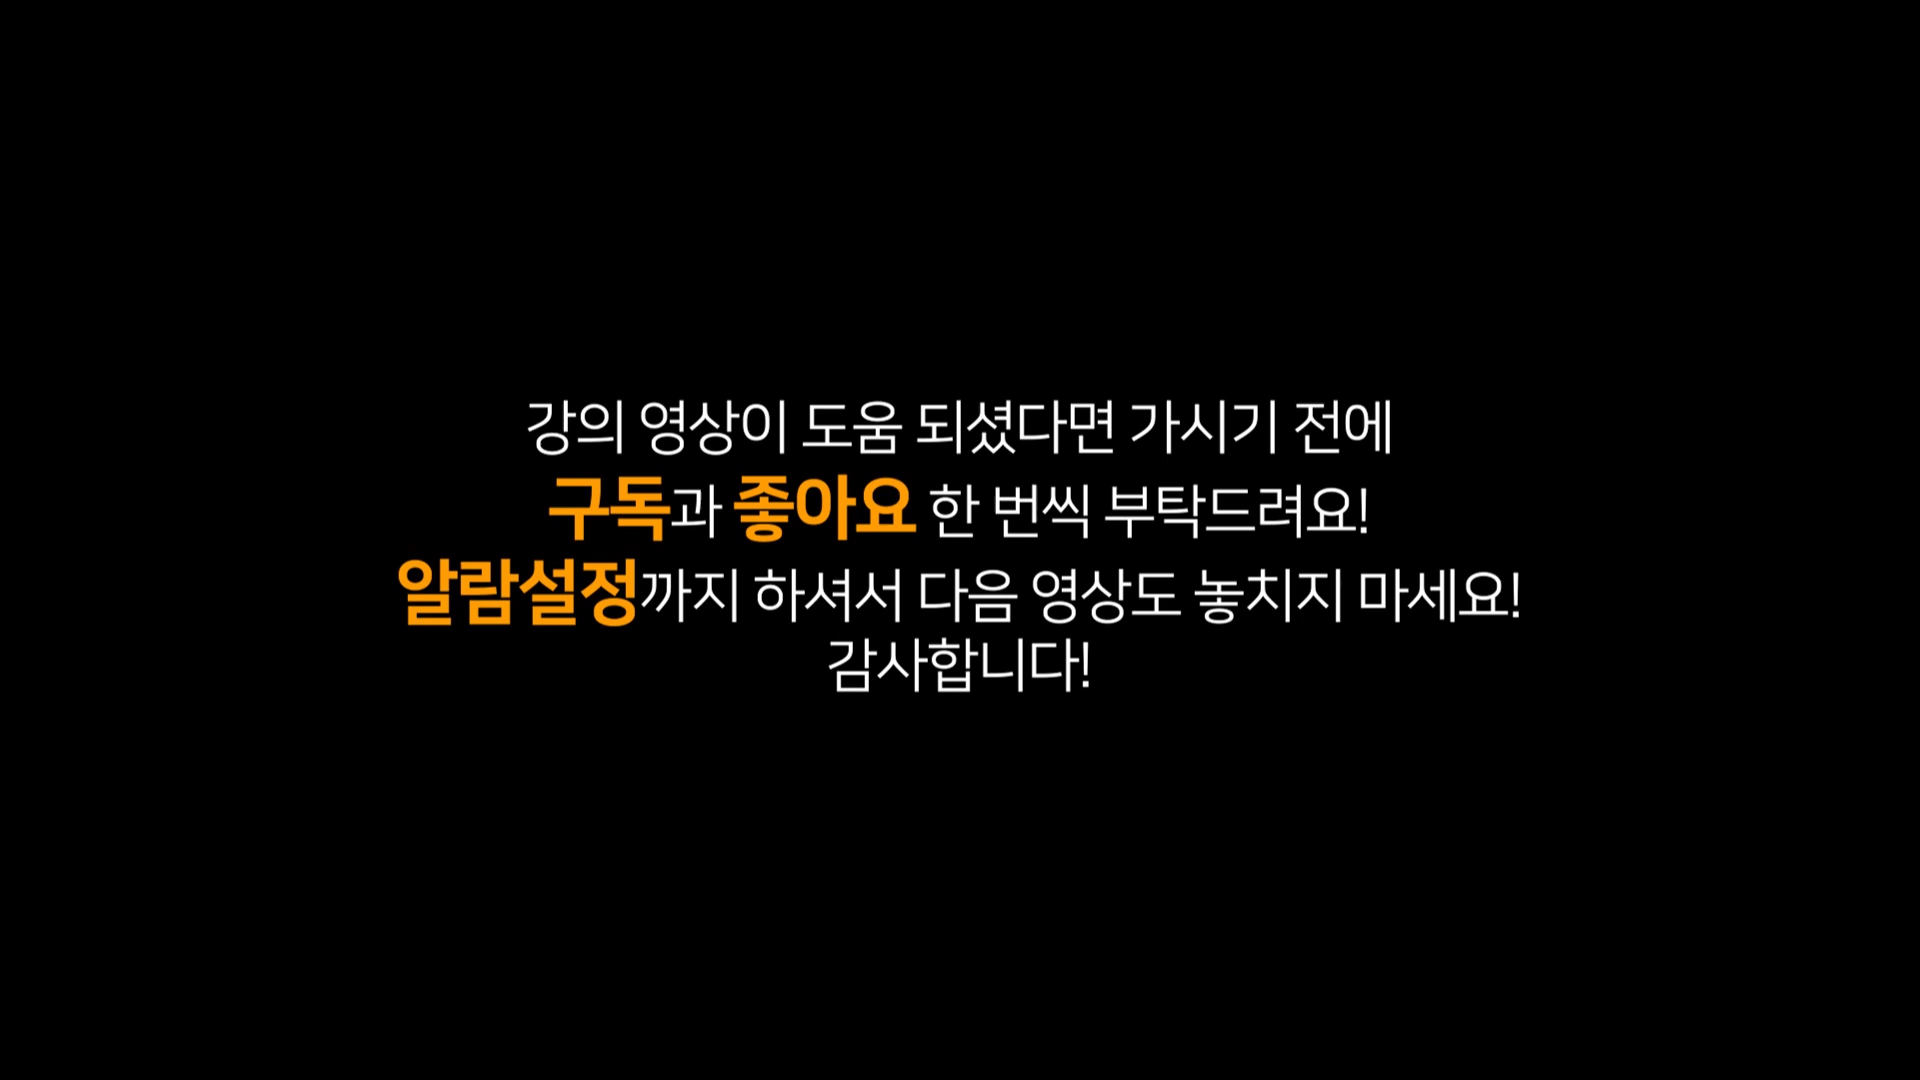 강의 영상이 도움 되셨다면 가시기 전에
구독과 좋아요 한 번씩 부탁드려요!
알람설정까지 하셔서 다음 영상도 놓치지 마세요!
감사합니다!